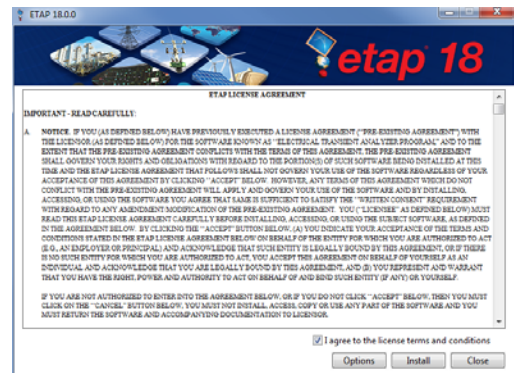 ETAP 18.0.0
etap 18
ETAP LICENSE AGREEMENT
IMPORTANT - READ CAREFULLY:
A. NOTICE. IF YOU (AS DEFINED BELOW) HAVE PREVIOUSLY EXECUTED A LICENSE AGREEMENT ("PRE-EXISTING AGREEMENT") WITH
THE LICENSOR (AS DEFINED BELOW) FOR THE SOFTWARE KNOWN AS "ELECTRICAL TRANSIENT ANALYZER PROGRAM," AND TO THE
EXTENT THAT THE PRE-EXISTING AGREEMENT CONFLICTS WITH THE TERMS OF THIS AGREEMENT, THE PRE-EXISTING AGREEMENT
SHALL GOVERN YOUR RIGHTS AND OBLIGATIONS WITH REGARD TO THE PORTION(S) OF SUCH SOFTWARE BEING INSTALLED AT THIS
TIME AND THE ETAP LICENSE AGREEMENT THAT FOLLOWS SHALL NOT GOVERN YOUR USE OF THE SOFTWARE REGARDLESS OF YOUR
ACCEPTANCE OF THIS AGREEMENT BY CLICKING "ACCEPT" BELOW. HOWEVER, ANY TERMS OF THIS AGREEMENT WHICH DO NOT
CONFLICT WITH THE PRE-EXISTING AGREEMENT WILL APPLY AND GOVERN YOUR USE OF THE SOFTWARE AND BY INSTALLING,
ACCESSING, OR USING THE SOFTWARE YOU AGREE THAT SAME IS SUFFICIENT TO SATISFY THE "WRITTEN CONSENT" REQUIREMENT
WITH REGARD TO ANY AMENDMENT/MODIFICATION OF THE PRE-EXISTING AGREEMENT. YOU ("LICENSEE" AS DEFINED BELOW) MUST
READ THIS ETAP LICENSE AGREEMENT CAREFULLY BEFORE INSTALLING, ACCESSING, OR USING THE SUBJECT SOFTWARE, AS DEFINED
IN THE AGREEMENT BELOW. BY CLICKING THE "ACCEPT" BUTTON BELOW, (A) YOU INDICATE YOUR ACCEPTANCE OF THE TERMS AND
CONDITIONS STATED IN THE ETAP LICENSE AGREEMENT BELOW ON BEHALF OF THE ENTITY FOR WHICH YOU ARE AUTHORIZED TO ACT
(E.G., AN EMPLOYER OR PRINCIPAL) AND ACKNOWLEDGE THAT SUCH ENTITY IS LEGALLY BOUND BY THIS AGREEMENT, OR IF THERE
IS NO SUCH ENTITY FOR WHICH YOU ARE AUTHORIZED TO ACT, YOU ACCEPT THIS AGREEMENT ON BEHALF OF YOURSELF AS AN
INDIVIDUAL AND ACKNOWLEDGE THAT YOU ARE LEGALLY BOUND BY THIS AGREEMENT, AND (B) YOU REPRESENT AND WARRANT
THAT YOU HAVE THE RIGHT, POWER AND AUTHORITY TO ACT ON BEHALF OF AND BIND SUCH ENTITY (IF ANY) OR YOURSELF.
IF YOU ARE NOT AUTHORIZED TO ENTER INTO THE AGREEMENT BELOW, OR IF YOU DO NOT CLICK "ACCEPT" BELOW, THEN YOU MUST
CLICK ON THE "CANCEL" BUTTON BELOW, YOU MUST NOT INSTALL, ACCESS, COPY OR USE ANY PART OF THE SOFTWARE AND YOU
MUST RETURN THE SOFTWARE AND ACCOMPANYING DOCUMENTATION TO LICENSOR.
I agree to the license terms and conditions
Options Install Close